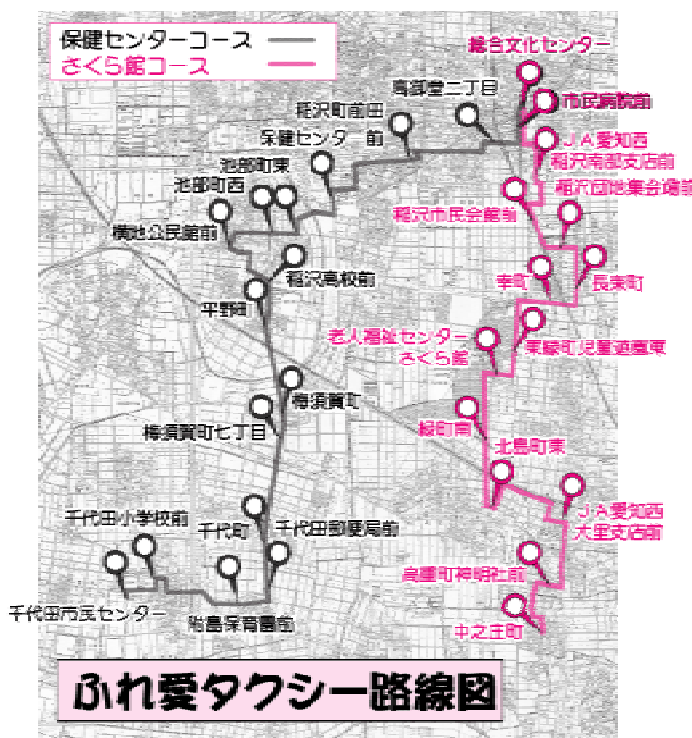 保健センターコース
さくら館コース
総合文化センター
市民病院前
高御堂二丁目
稲沢町前田
保健センター前
JA愛知西
稲沢南部支店前
池部町東
池部町西
稲沢団地集会場前
稲沢市民会館前
横池公民館前
稲沢高校前
幸町
長束町
平野町
老人福祉センター
さくら館
東緑町児童遊園東
梅須賀町
緑町南
梅須賀町七丁目
北島町東
千代田小学校前
千代町
千代田郵便局前
JA愛知西
大里支店前
高重町神明社前
千代田市民センター
保育園前
中之庄町
ふれ愛タクシー路線図